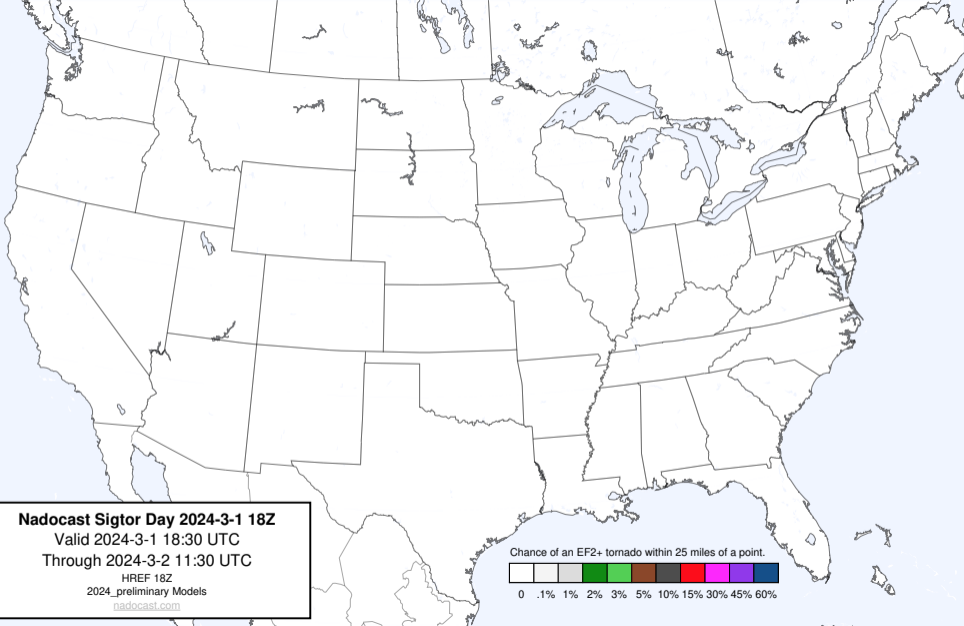 Nadocast Sigtor Day 2024-3-1 18Z
Valid 2024-3-1 18:30 UTC
Through 2024-3-2 11:30 UTC
HREF 18Z
2024_preliminary Models
nadocast.com
Chance of an EF2+ tornado within 25 miles of a point.
0 .1% 1% 2% 3% 5% 10% 15% 30% 45% 60%